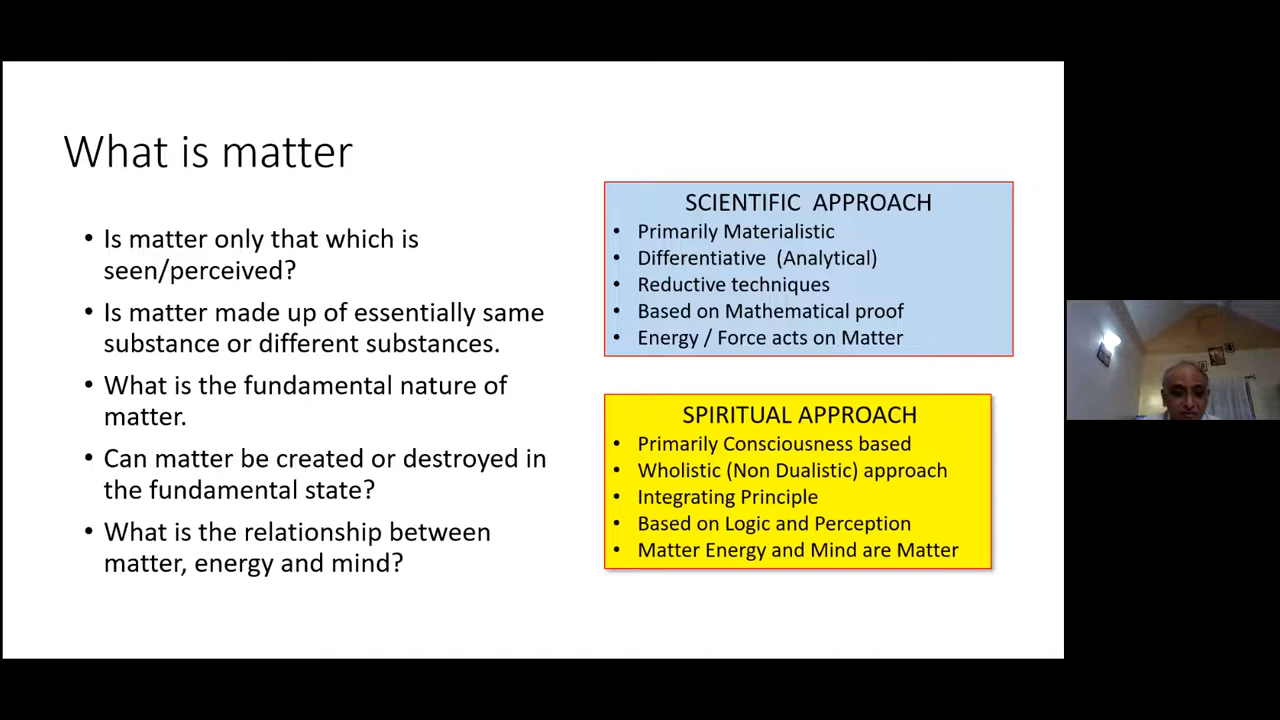 What is matter
• Is matter only that which is
seen/perceived?
• Is matter made up of essentially same
substance or different substances.
• What is the fundamental nature of
matter.
• Can matter be created or destroyed in
the fundamental state?
• What is the relationship between
matter, energy and mind?
SCIENTIFIC APPROACH
• Primarily Materialistic
• Differentiative (Analytical)
• Reductive techniques
• Based on Mathematical proof
• Energy / Force acts on Matter
SPIRITUAL APPROACH
• Primarily Consciousness based
• Wholistic (Non Dualistic) approach
• Integrating Principle
• Based on Logic and Perception
• Matter Energy and Mind are Matter